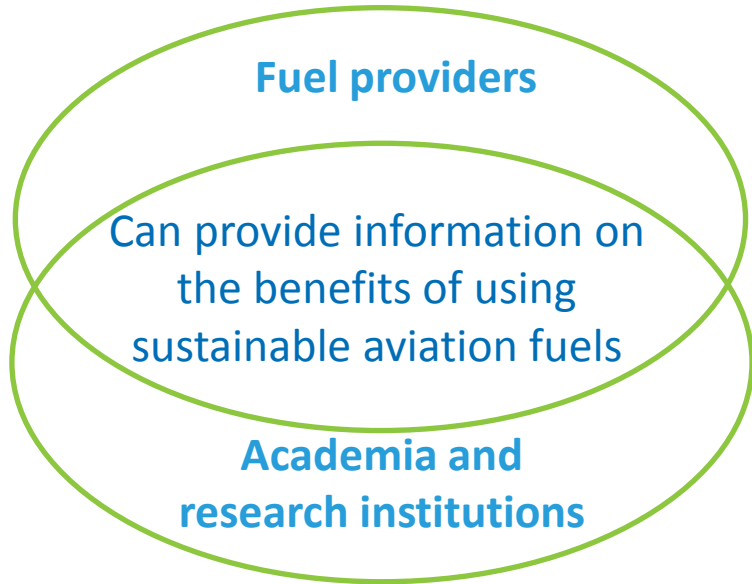 Fuel providers
Can provide information on
the benefits of using
sustainable aviation fuels
Academia and
research institutions